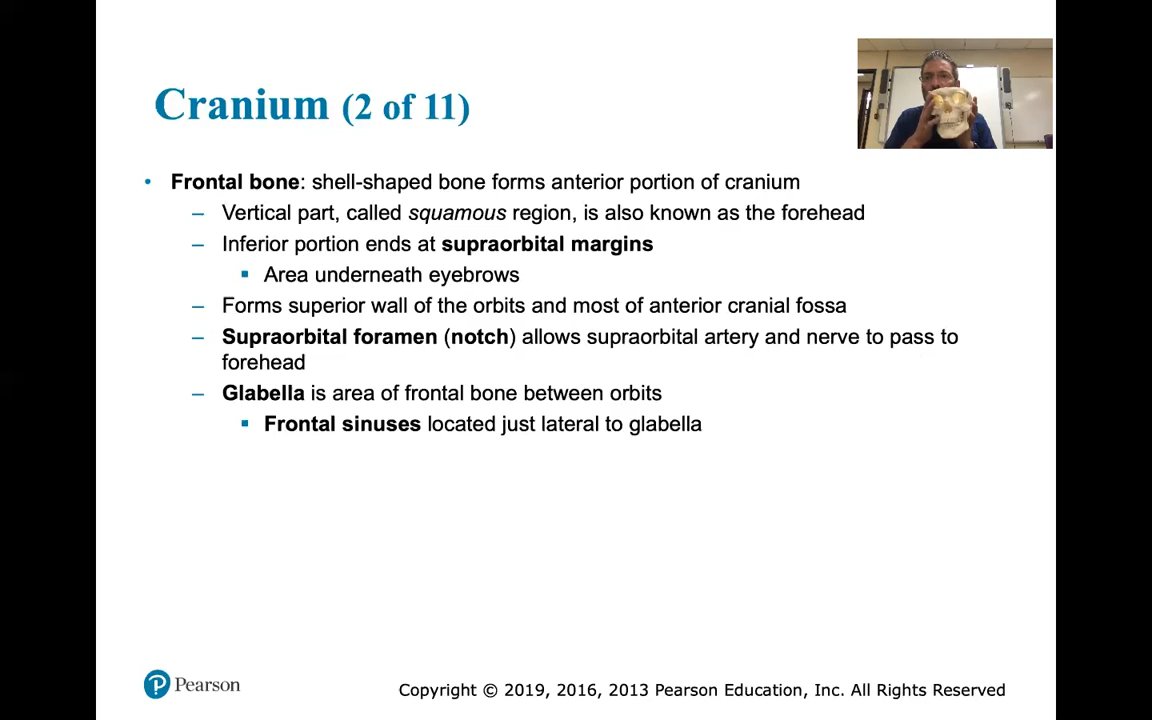 Cranium (2 of 11)
• Frontal bone: shell-shaped bone forms anterior portion of cranium
– Vertical part, called squamous region, is also known as the forehead
– Inferior portion ends at supraorbital margins
▪ Area underneath eyebrows
– Forms superior wall of the orbits and most of anterior cranial fossa
– Supraorbital foramen (notch) allows supraorbital artery and nerve to pass to
forehead
– Glabella is area of frontal bone between orbits
▪ Frontal sinuses located just lateral to glabella
P Pearson
Copyright © 2019, 2016, 2013 Pearson Education, Inc. All Rights Reserved